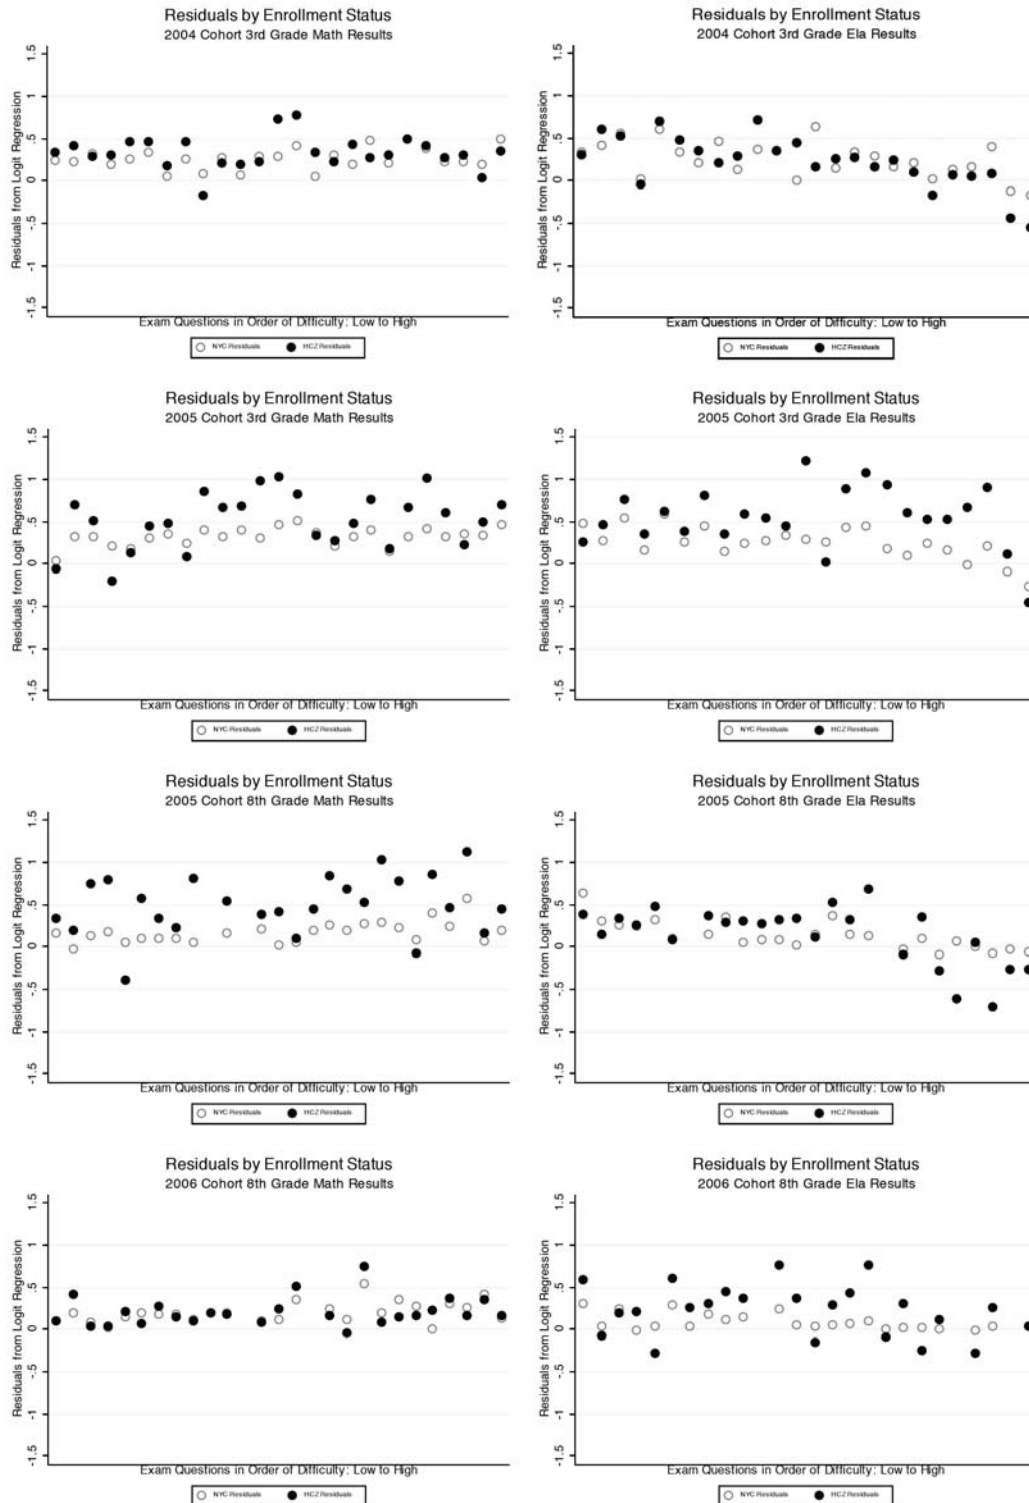 Residuals by Enrollment Status
2004 Cohort 3rd Grade Math Results
Residuals from Logit Regression
1.5
1
.5
0
-.5
-1
-1.5
Exam Questions in Order of Difficulty: Low to High
NYC Residuals HCZ Residuals
Residuals by Enrollment Status
2004 Cohort 3rd Grade Ela Results
Residuals from Logit Regression
1.5
1
.5
0
-.5
-1
-1.5
Exam Questions in Order of Difficulty: Low to High
NYC Residuals HCZ Residuals
Residuals by Enrollment Status
2005 Cohort 3rd Grade Math Results
Residuals from Logit Regression
1.5
1
.5
0
-.5
-1
-1.5
Exam Questions in Order of Difficulty: Low to High
NYC Residuals HCZ Residuals
Residuals by Enrollment Status
2005 Cohort 3rd Grade Ela Results
Residuals from Logit Regression
1.5
1
.5
0
-.5
-1
-1.5
Exam Questions in Order of Difficulty: Low to High
NYC Residuals HCZ Residuals
Residuals by Enrollment Status
2005 Cohort 8th Grade Math Results
Residuals from Logit Regression
1.5
1
.5
0
-.5
-1
-1.5
Exam Questions in Order of Difficulty: Low to High
NYC Residuals HCZ Residuals
Residuals by Enrollment Status
2005 Cohort 8th Grade Ela Results
Residuals from Logit Regression
1.5
1
.5
0
-.5
-1
-1.5
Exam Questions in Order of Difficulty: Low to High
NYC Residuals HCZ Residuals
Residuals by Enrollment Status
2006 Cohort 8th Grade Math Results
Residuals from Logit Regression
1.5
1
.5
0
-.5
-1
-1.5
Exam Questions in Order of Difficulty: Low to High
NYC Residuals HCZ Residuals
Residuals by Enrollment Status
2006 Cohort 8th Grade Ela Results
Residuals from Logit Regression
1.5
1
.5
0
-.5
-1
-1.5
Exam Questions in Order of Difficulty: Low to High
NYC Residuals HCZ Residuals